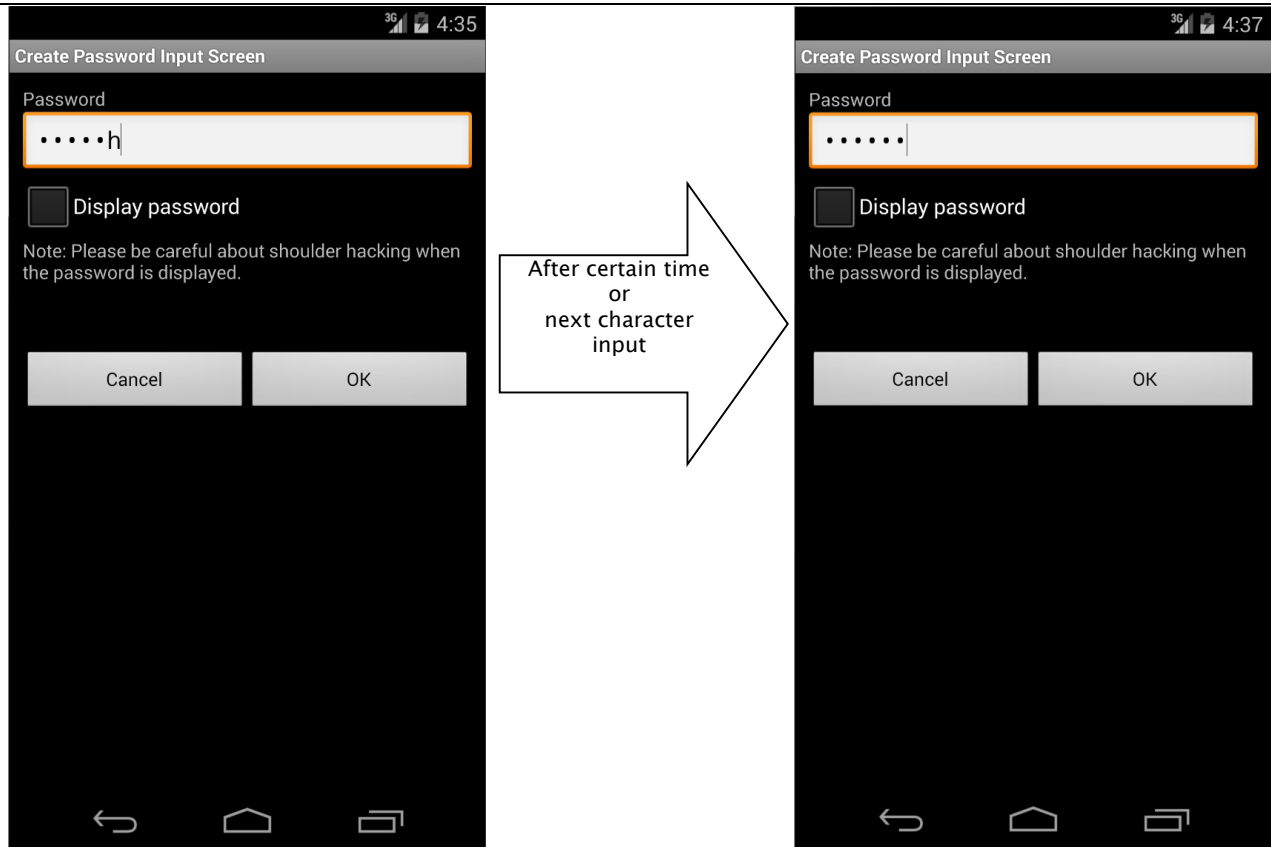 3G 4:35
Create Password Input Screen
Password
•••••h
Display password
Note: Please be careful about shoulder hacking when
the password is displayed.
Cancel OK
After certain time
or
next character
input
3G 4:37
Create Password Input Screen
Password
••••••
Display password
Note: Please be careful about shoulder hacking when
the password is displayed.
Cancel OK